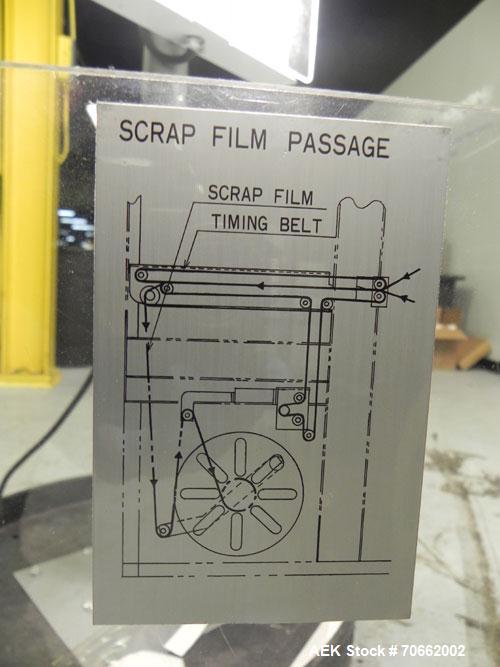 SCRAP FILM PASSAGE
SCRAP FILM
TIMING BELT
AEK Stock # 70662002